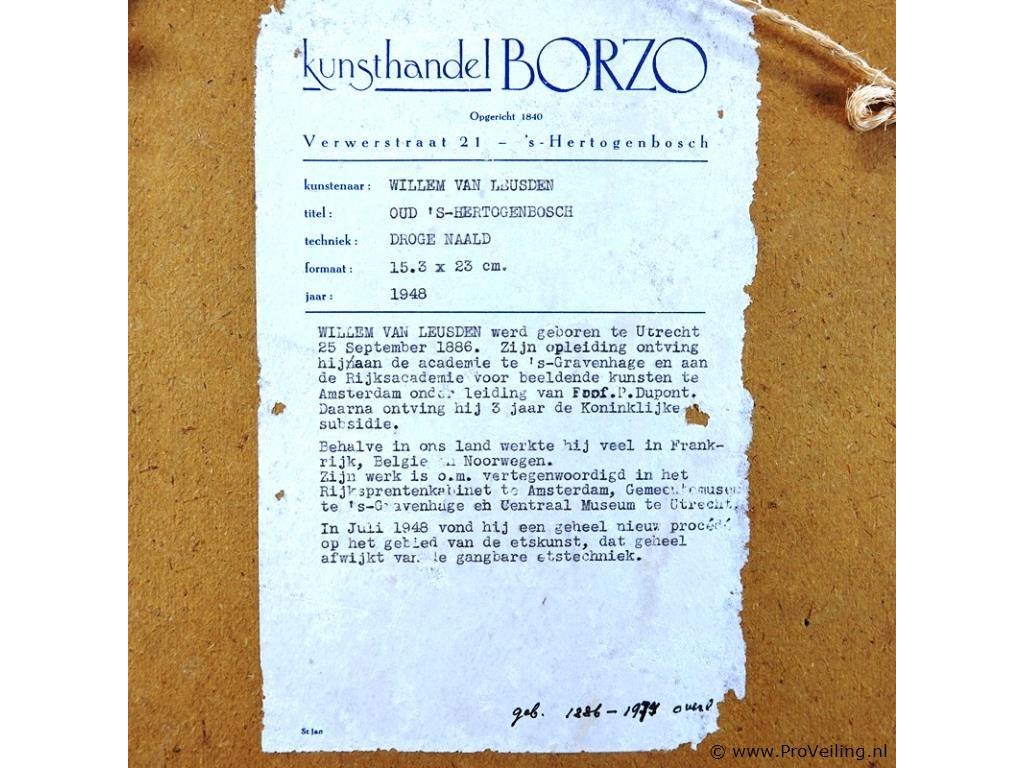 kunsthandel BORZO
Opgericht 1840
Verwerstraat 21 – 's-Hertogenbosch
kunstenaar: WILLEM VAN LEUSDEN
titel: OUD 'S-HERTOGENBOSCH
techniek: DROGE NAALD
formaat: 15.3 x 23 cm.
jaar: 1948
WILLEM VAN LEUSDEN werd geboren te Utrecht
25 September 1886. Zijn opleiding ontving
hij/aan de academie te 's-Gravenhage en aan
de Rijksacademie voor beeldende kunsten te
Amsterdam onder leiding van Prof.P.Dupont.
Daarna ontving hij 3 jaar de Koninklijke
subsidie.
Behalve in ons land werkte hij veel in Frank-
rijk, Belgie en Noorwegen.
Zijn werk is o.m. vertegenwoordigd in het
Rijksprentenkabinet te Amsterdam, Gemeentemuseu
te 's-Gravenhage en Centraal Museum te Utrecht.
In Juli 1948 vond hij een geheel nieuw procédé
op het gebied van de etskunst, dat geheel
afwijkt van de gangbare etstechniek.
geb. 1886 – 1974 overl
St Jan
© www.ProVeiling.nl